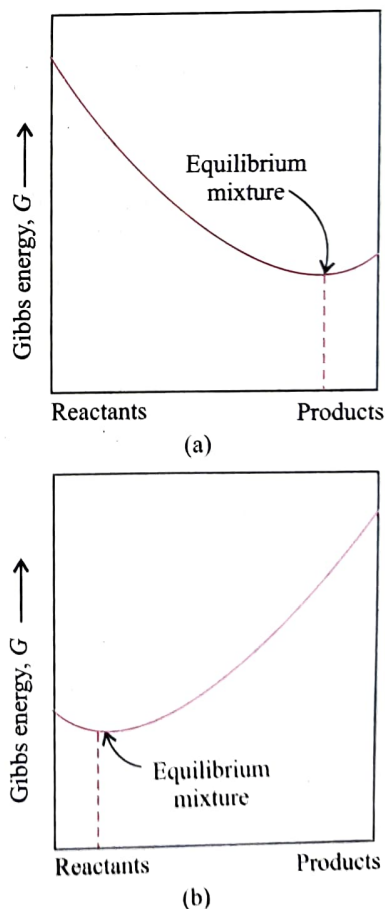 Gibbs energy, G
Equilibrium
mixture
Reactants
Products
(a)
Gibbs energy, G
Equilibrium
mixture
Reactants
Products
(b)